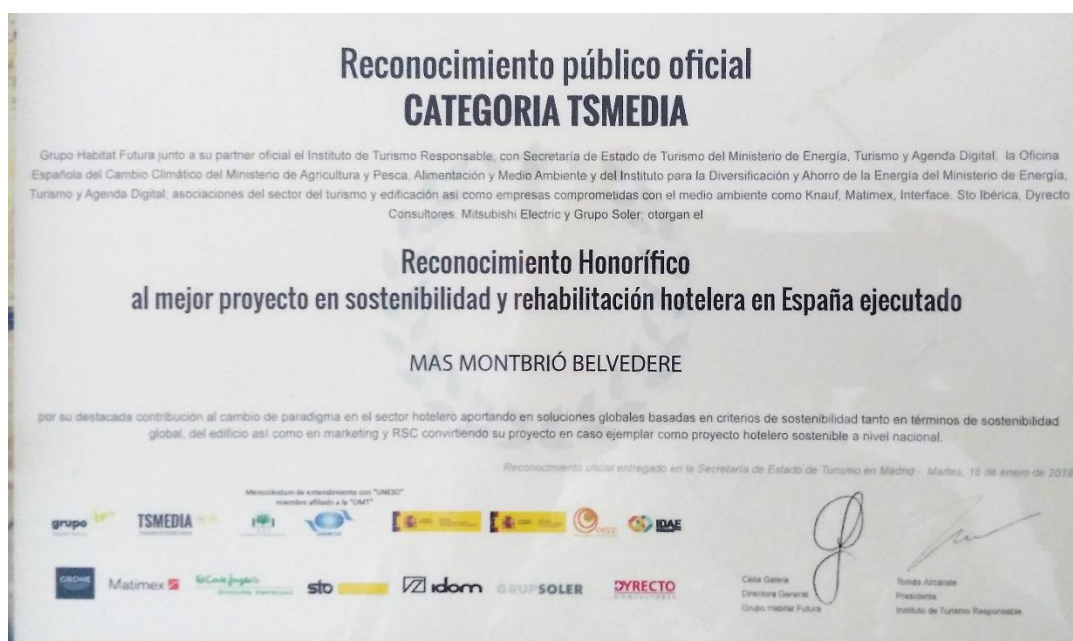 Reconocimiento público oficial
CATEGORIA TSMEDIA
Grupo Habitat Futura junto a su partner oficial el Instituto de Turismo Responsable, con Secretaría de Estado de Turismo del Ministerio de Energía, Turismo y Agenda Digital, la Oficina
Española del Cambio Climático del Ministerio de Agricultura y Pesca, Alimentación y Medio Ambiente y del Instituto para la Diversificación y Ahorro de la Energía del Ministerio de Energía,
Turismo y Agenda Digital, asociaciones del sector del turismo y edificación así como empresas comprometidas con el medio ambiente como Knauf, Matimex, Interface, Sto Ibérica, Dyrecto
Consultores, Mitsubishi Electric y Grupo Soler, otorgan el
Reconocimiento Honorífico
al mejor proyecto en sostenibilidad y rehabilitación hotelera en España ejecutado
MAS MONTBRIÓ BELVEDERE
por su destacada contribución al cambio de paradigma en el sector hotelero aportando en soluciones globales basadas en criterios de sostenibilidad tanto en términos de sostenibilidad
global, del edificio así como en marketing y RSC convirtiendo su proyecto en caso ejemplar como proyecto hotelero sostenible a nivel nacional.
Reconocimiento oficial entregado en la Secretaría de Estado de Turismo en Madrid - Martes, 16 de enero de 2018
Memorándum de entendimiento con "UNESO"
miembro afiliado a la "OMT"
grupo TSMEDIA oecc IDAE
GROHE Matimex sto idom GRUPSOLER DYRECTO
Celia Galera
Directora General
Grupo Habitat Futura
Tomás Azcárate
Presidente
Instituto de Turismo Responsable